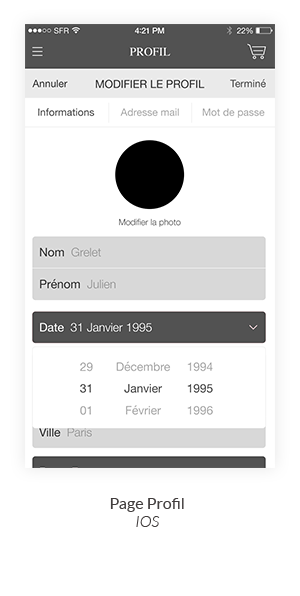 SFR 4:21 PM 22%
PROFIL
Annuler MODIFIER LE PROFIL Terminé
Informations Adresse mail Mot de passe
Modifier la photo
Nom Grelet
Prénom Julien
Date 31 Janvier 1995
29 Décembre 1994
31 Janvier 1995
01 Février 1996
Ville Paris
Page Profil
IOS